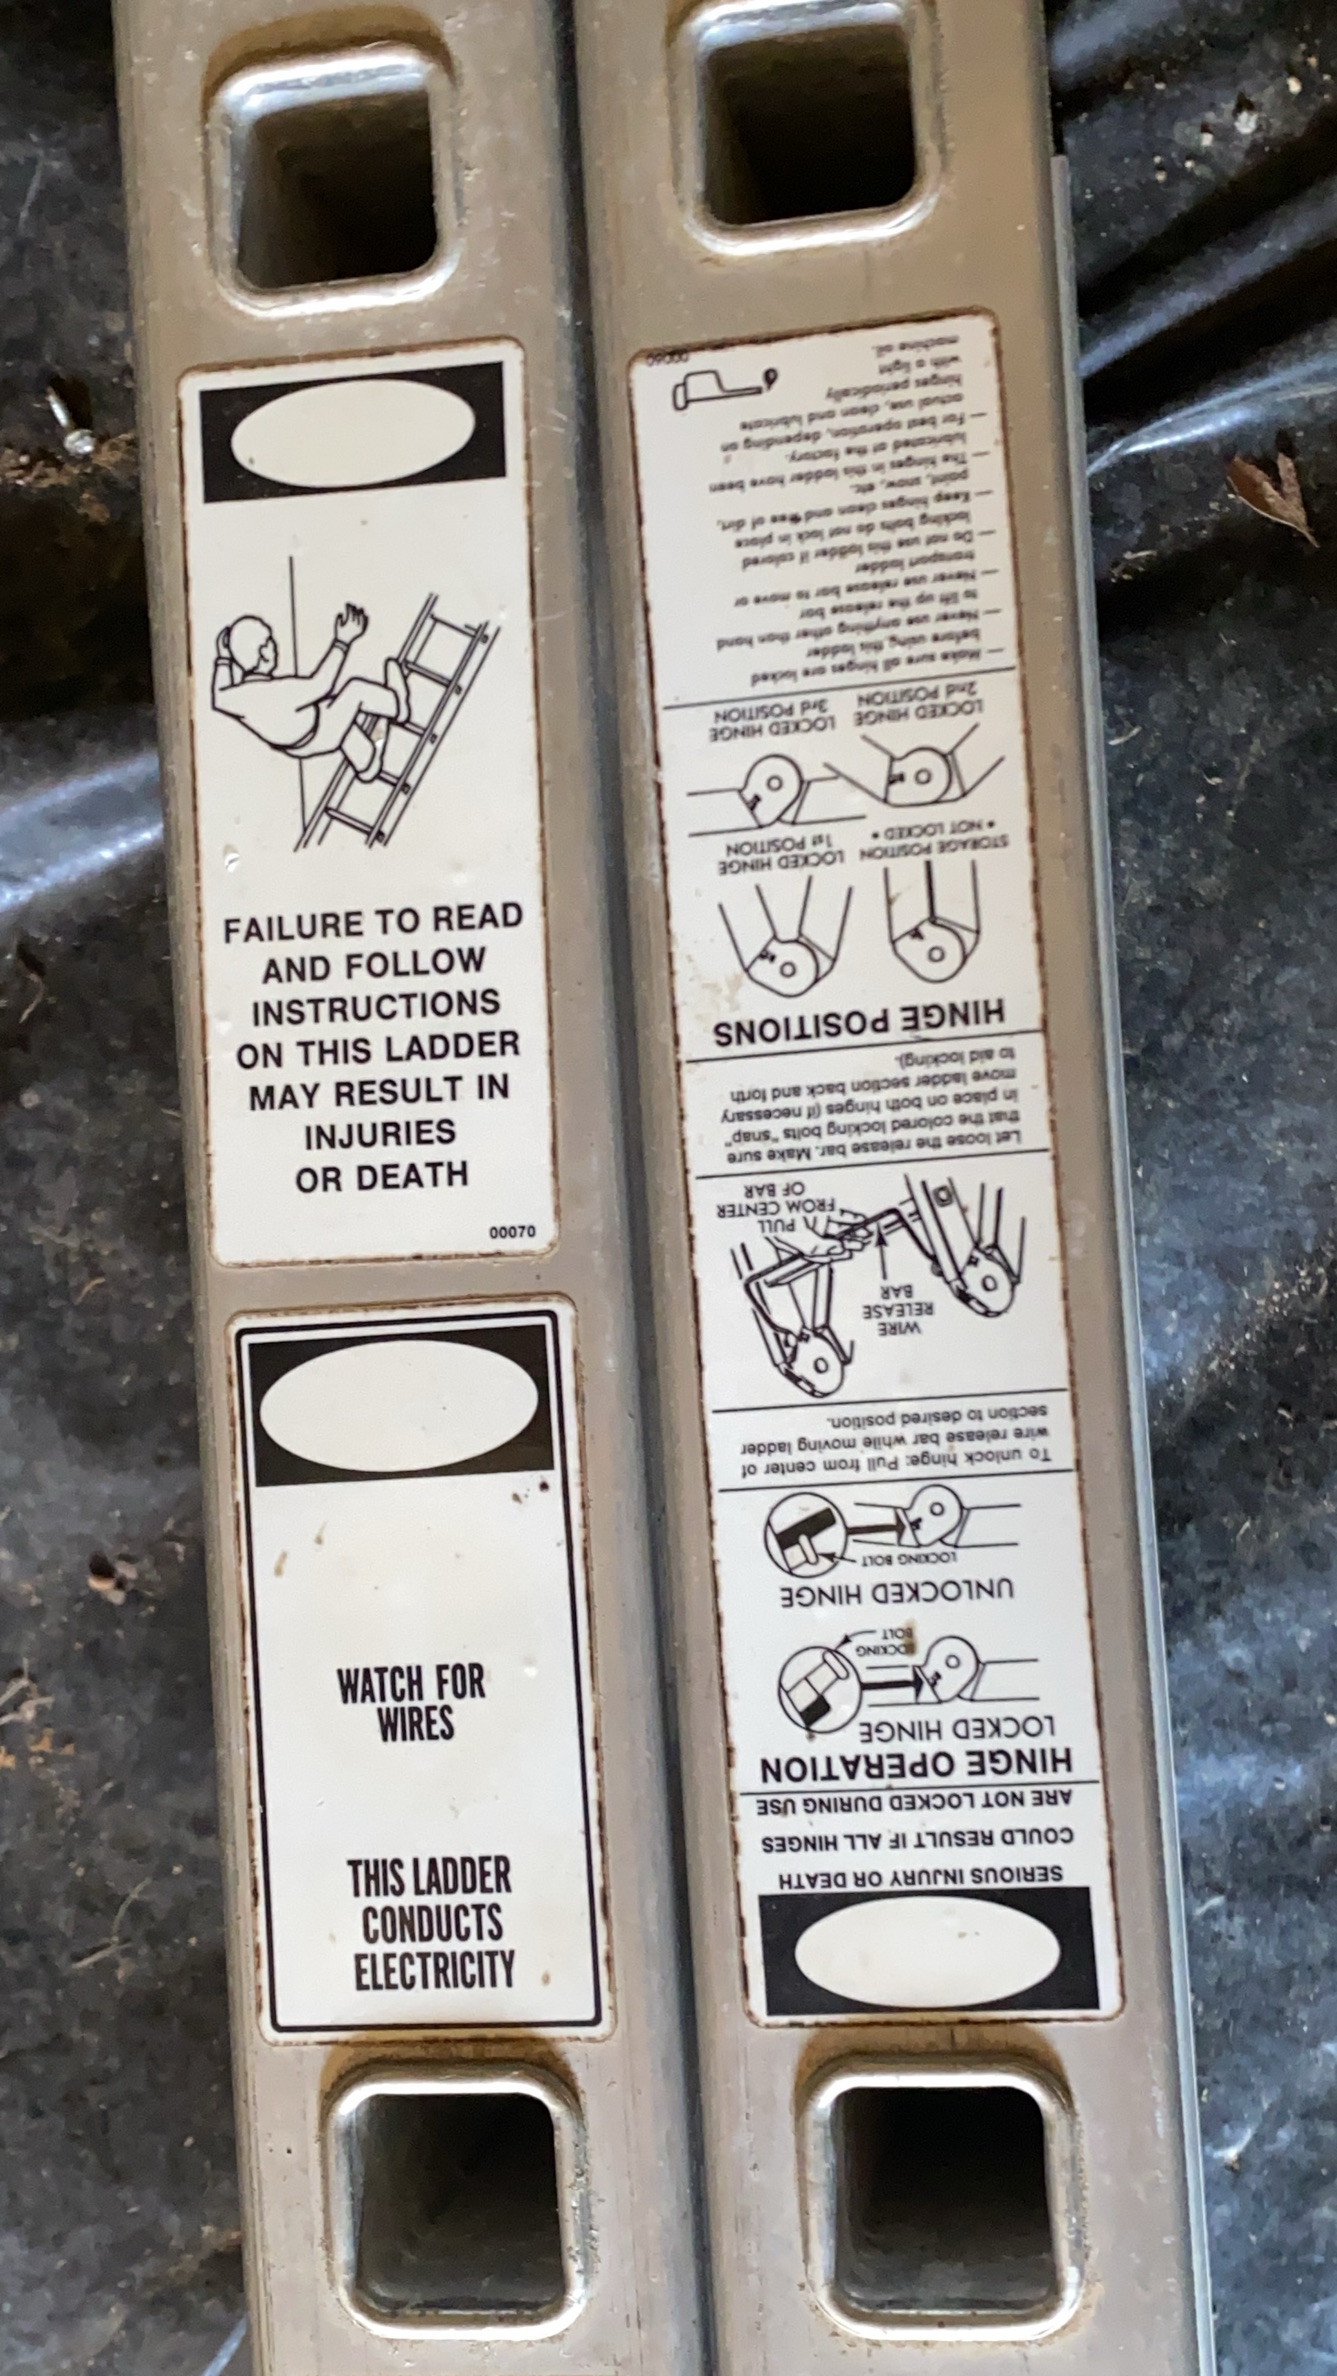 FAILURE TO READ
AND FOLLOW
INSTRUCTIONS
ON THIS LADDER
MAY RESULT IN
INJURIES
OR DEATH
00070
WATCH FOR
WIRES
THIS LADDER
CONDUCTS
ELECTRICITY
SERIOUS INJURY OR DEATH
COULD RESULT IF ALL HINGES
ARE NOT LOCKED DURING USE
HINGE OPERATION
LOCKED HINGE
LOCKING
BOLT
UNLOCKED HINGE
LOCKING BOLT
To unlock hinge: Pull from center of
wire release bar while moving ladder
section to desired position.
WIRE
RELEASE
BAR
PULL
FROM CENTER
OF BAR
Let loose the release bar. Make sure
that the colored locking bolts "snap"
in place on both hinges (if necessary
move ladder section back and forth
to aid locking).
HINGE POSITIONS
STORAGE POSITION
• NOT LOCKED •
LOCKED HINGE
1st POSITION
LOCKED HINGE
2nd POSITION
LOCKED HINGE
3rd POSITION
— Make sure all hinges are locked
before using this ladder
— Never use anything other than hand
to lift up the release bar
— Never use release bar to move or
transport ladder
— Do not use this ladder if colored
locking bolts do not lock in place
— Keep hinges clean and free of dirt,
paint, snow, etc.
— The hinges in this ladder have been
lubricated at the factory.
— For best operation, depending on
actual use, clean and lubricate
hinges periodically
with a light
machine oil.
00060